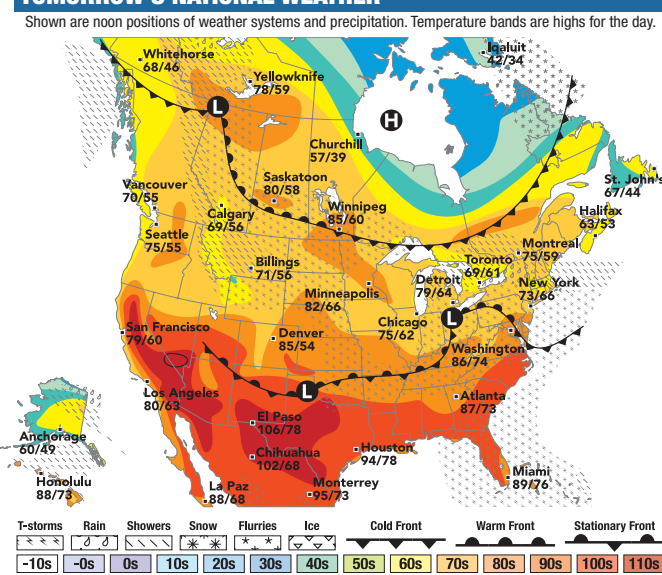 TOMORROW'S NATIONAL WEATHER
Shown are noon positions of weather systems and precipitation. Temperature bands are highs for the day.
Iqaluit
42/34
Whitehorse
68/46
Yellowknife
78/59
L
H
Churchill
57/39
Saskatoon
80/58
St. John's
67/44
Vancouver
70/55
Winnipeg
85/60
Calgary
69/56
Halifax
63/53
Seattle
75/55
Montreal
75/59
Billings
71/56
Toronto
69/61
Detroit
79/64
New York
73/66
Minneapolis
82/66
Chicago
75/62
L
San Francisco
79/60
Denver
85/54
Washington
86/74
L
Los Angeles
80/63
Atlanta
87/73
El Paso
106/78
Anchorage
60/49
Chihuahua
102/68
Houston
94/78
Honolulu
88/73
La Paz
88/68
Monterrey
95/73
Miami
89/76
T-storms Rain Showers Snow Flurries Ice Cold Front Warm Front Stationary Front
-10s -0s 0s 10s 20s 30s 40s 50s 60s 70s 80s 90s 100s 110s